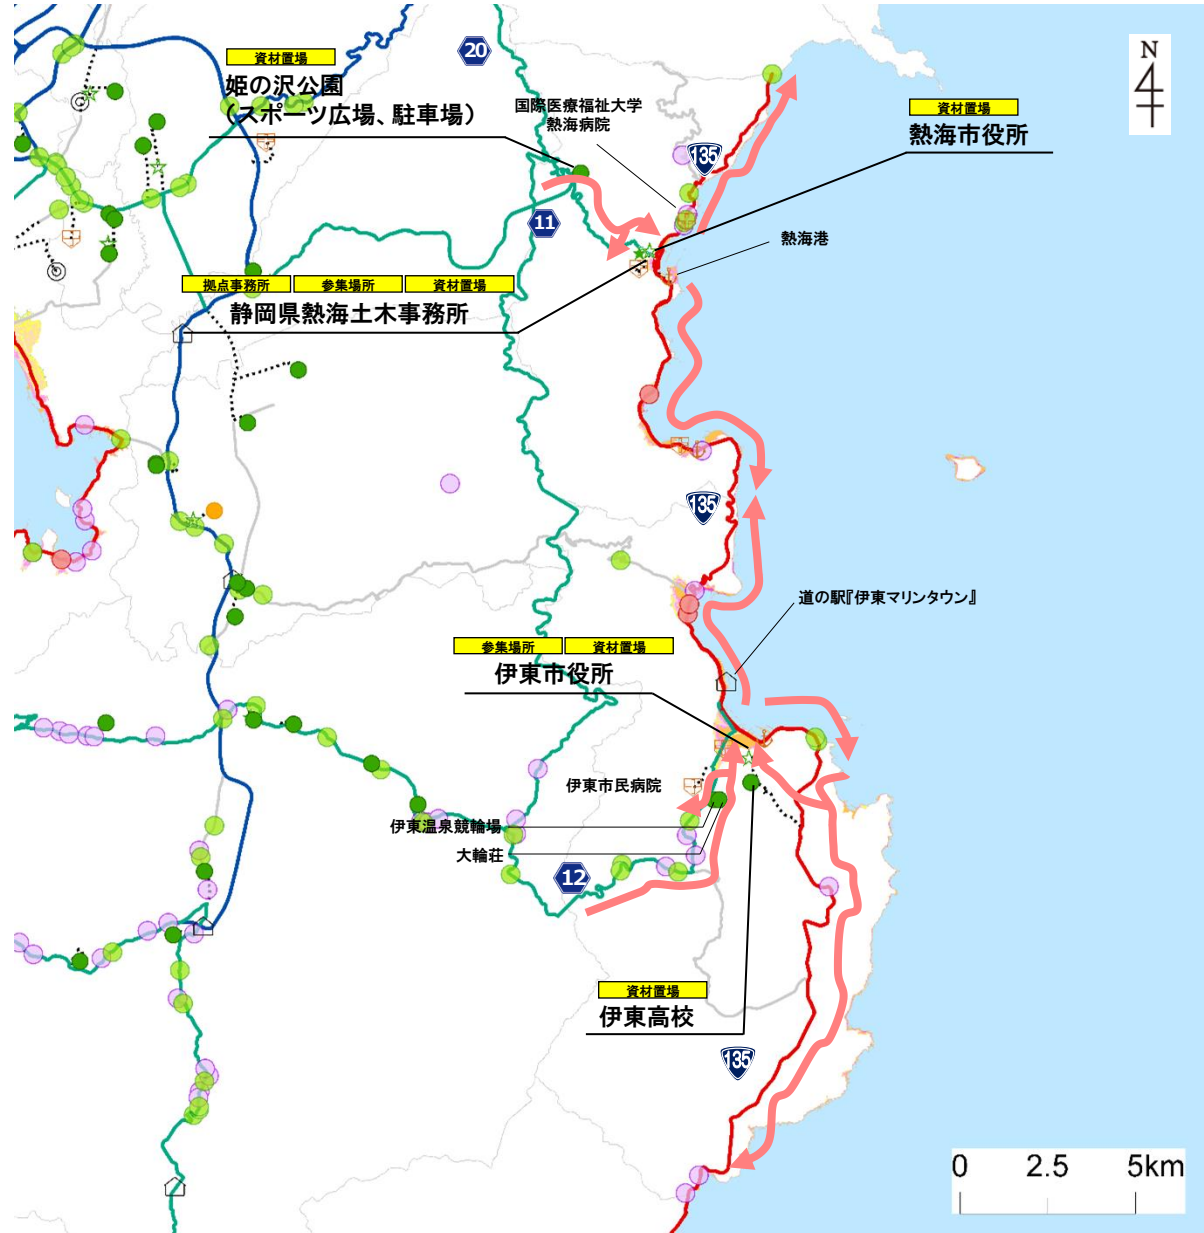 資材置場
姫の沢公園
（スポーツ広場、駐車場）
20
国際医療福祉大学
熱海病院
N
資材置場
熱海市役所
135
11
熱海港
拠点事務所
参集場所
資材置場
静岡県熱海土木事務所
135
道の駅『伊東マリンタウン』
参集場所
資材置場
伊東市役所
伊東市民病院
伊東温泉競輪場
大輪荘
12
資材置場
伊東高校
135
0 2.5 5km